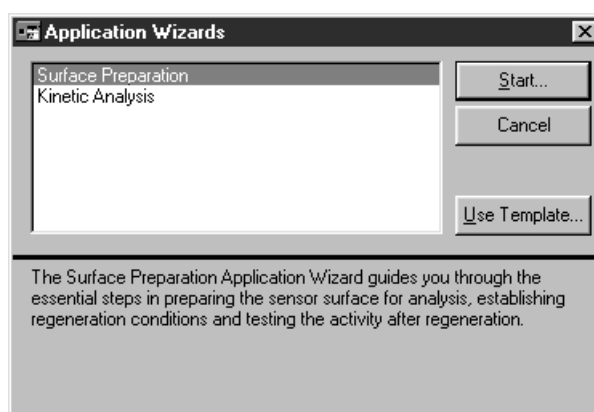 Application Wizards
Surface Preparation
Kinetic Analysis
Start...
Cancel
Use Template...
The Surface Preparation Application Wizard guides you through the
essential steps in preparing the sensor surface for analysis, establishing
regeneration conditions and testing the activity after regeneration.